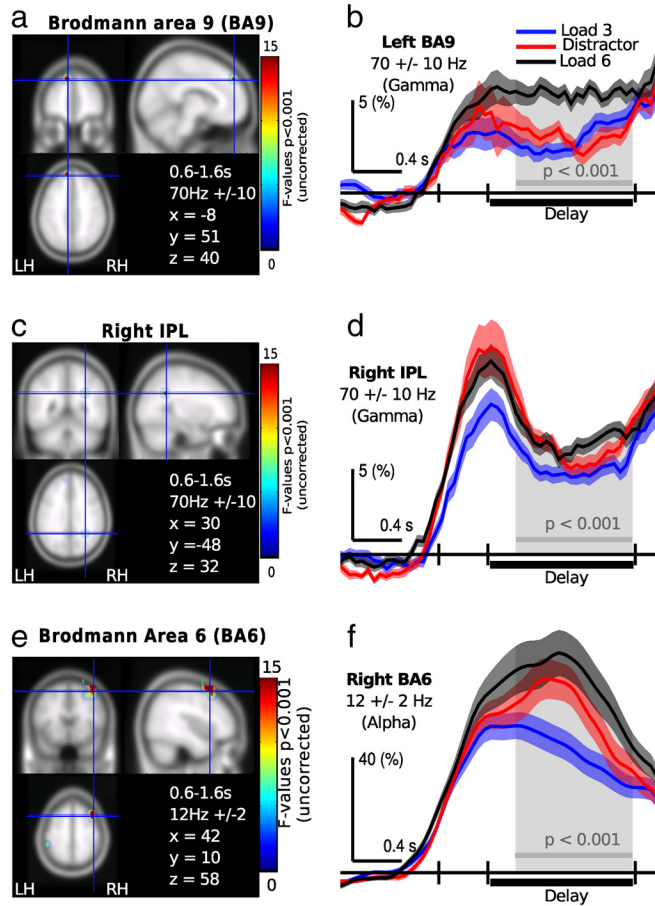 a
Brodmann area 9 (BA9)
15
F-values p<0.001
(uncorrected)
0
0.6-1.6s
70Hz +/-10
x = -8
y = 51
z = 40
LH
RH
b
Load 3
Distractor
Load 6
Left BA9
70 +/- 10 Hz
(Gamma)
5 (%)
0.4 s
p < 0.001
Delay
c
Right IPL
15
F-values p<0.001
(uncorrected)
0
0.6-1.6s
70Hz +/-10
x = 30
y =-48
z = 32
LH
RH
d
Right IPL
70 +/- 10 Hz
(Gamma)
5 (%)
0.4 s
p < 0.001
Delay
e
Brodmann Area 6 (BA6)
15
F-values p<0.001
(uncorrected)
0
0.6-1.6s
12Hz +/-2
x = 42
y = 10
z = 58
LH
RH
f
Right BA6
12 +/- 2 Hz
(Alpha)
40 (%)
0.4 s
p < 0.001
Delay